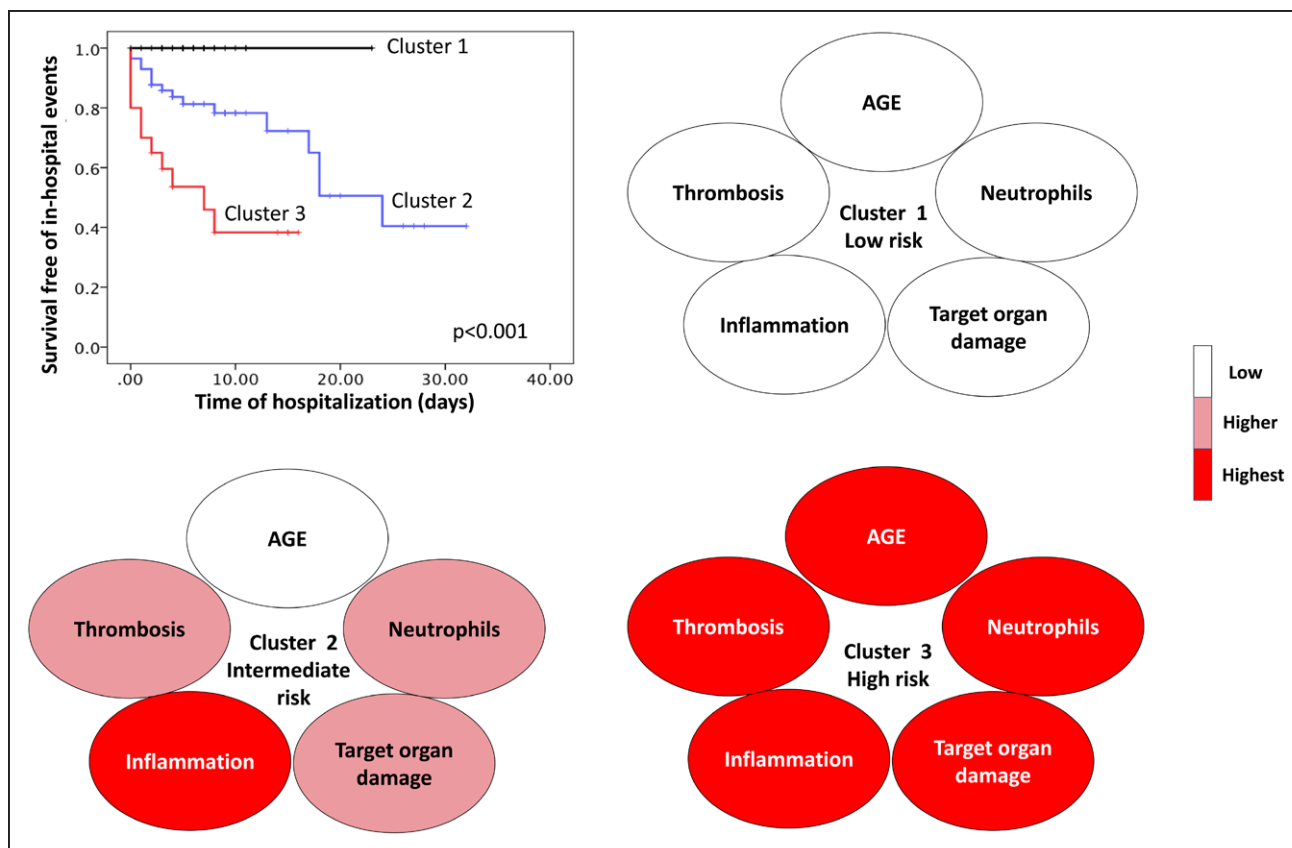 Survival free of in-hospital events
1.0
0.8
0.6
0.4
0.2
0.0
Cluster 1
Cluster 2
Cluster 3
p<0.001
.00 10.00 20.00 30.00 40.00
Time of hospitalization (days)
AGE
Thrombosis
Neutrophils
Cluster 1
Low risk
Inflammation
Target organ
damage
Low
Higher
Highest
AGE
Thrombosis
Neutrophils
Cluster 2
Intermediate
risk
Inflammation
Target organ
damage
AGE
Thrombosis
Neutrophils
Cluster 3
High risk
Inflammation
Target organ
damage